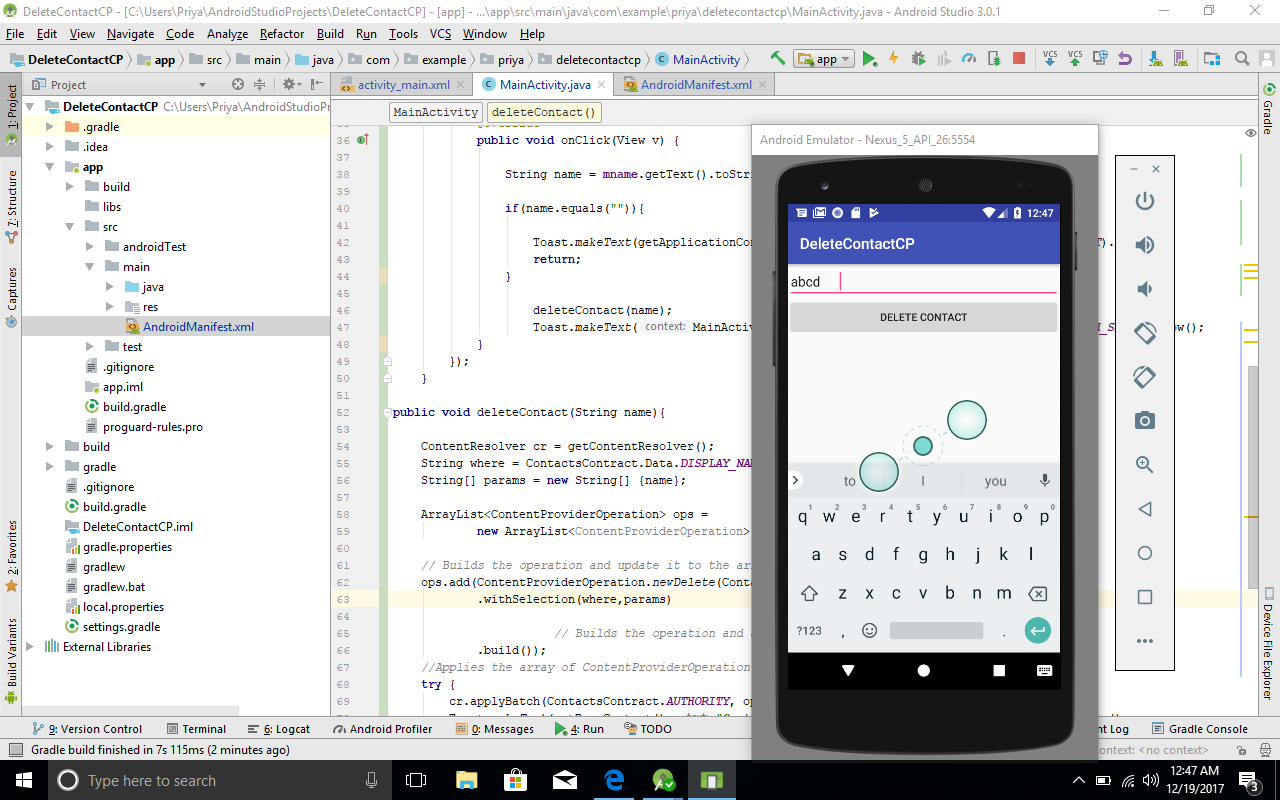 DeleteContactCP - [C:\Users\Priya\AndroidStudioProjects\DeleteContactCP] - [app] - ...\app\src\main\java\com\example\priya\deletecontactcp\MainActivity.java - Android Studio 3.0.1
File Edit View Navigate Code Analyze Refactor Build Run Tools VCS Window Help
DeleteContactCP app src main java com example priya deletecontactcp MainActivity app VCS VCS
Project activity_main.xml MainActivity.java AndroidManifest.xml
MainActivity deleteContact()
1: Project
7: Structure
Captures
2: Favorites
Build Variants
DeleteContactCP C:\Users\Priya\AndroidStudioPr
.gradle
.idea
app
build
libs
src
androidTest
main
java
res
AndroidManifest.xml
test
.gitignore
app.iml
build.gradle
proguard-rules.pro
build
gradle
.gitignore
build.gradle
DeleteContactCP.iml
gradle.properties
gradlew
gradlew.bat
local.properties
settings.gradle
External Libraries
36 public void onClick(View v) {
37
38 String name = mname.getText().toStri
39
40 if(name.equals("")){
41
42 Toast.makeText(getApplicationCo T).
43 return;
44 }
45
46 deleteContact(name);
47 Toast.makeText( context: MainActiv ow();
48 }
49 });
50 }
51
52 public void deleteContact(String name){
53
54 ContentResolver cr = getContentResolver();
55 String where = ContactsContract.Data.DISPLAY_NA
56 String[] params = new String[] {name};
57
58 ArrayList<ContentProviderOperation> ops =
59 new ArrayList<ContentProviderOperation>
60
61 // Builds the operation and update it to the ar
62 ops.add(ContentProviderOperation.newDelete(Conta
63 .withSelection(where,params)
64
65 // Builds the operation and
66 .build());
67 //Applies the array of ContentProviderOperation
68 try {
69 cr.applyBatch(ContactsContract.AUTHORITY, op
Android Emulator - Nexus_5_API_26:5554
12:47
DeleteContactCP
abcd
DELETE CONTACT
to I you
q w e r t y u i o p
a s d f g h j k l
z x c v b n m
?123 , .
Gradle
Device File Explorer
9: Version Control Terminal 6: Logcat Android Profiler 0: Messages 4: Run TODO nt Log Gradle Console
Gradle build finished in 7s 115ms (2 minutes ago) ontext: <no context>
Type here to search
12:47 AM
12/19/2017
3